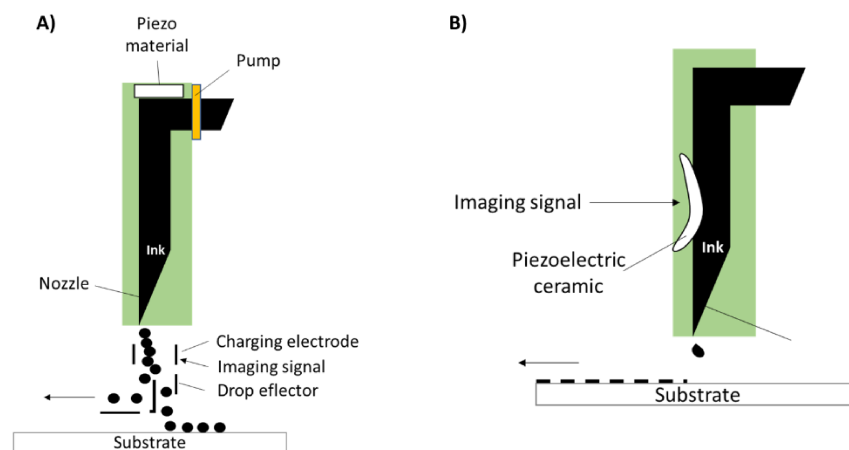 A)
Piezo
material
Pump
Ink
Nozzle
Charging electrode
Imaging signal
Drop eflector
Substrate
B)
Imaging signal
Ink
Piezoelectric
ceramic
Substrate